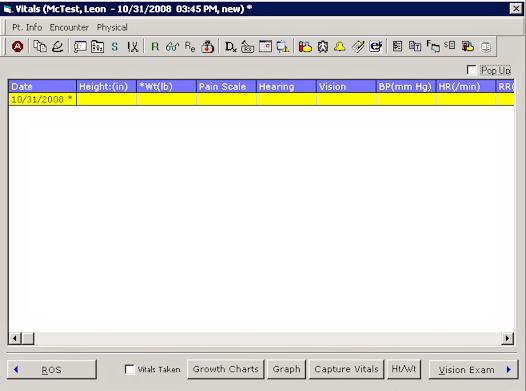 Vitals (McTest, Leon - 10/31/2008 03:45 PM, new) *
Pt. Info Encounter Physical
S R Re Dx
Pop Up
Date Height:(in) *Wt(lb) Pain Scale Hearing Vision BP(mm Hg) HR(/min) RR(
10/31/2008 *
ROS Vitals Taken Growth Charts Graph Capture Vitals Ht/Wt Vision Exam